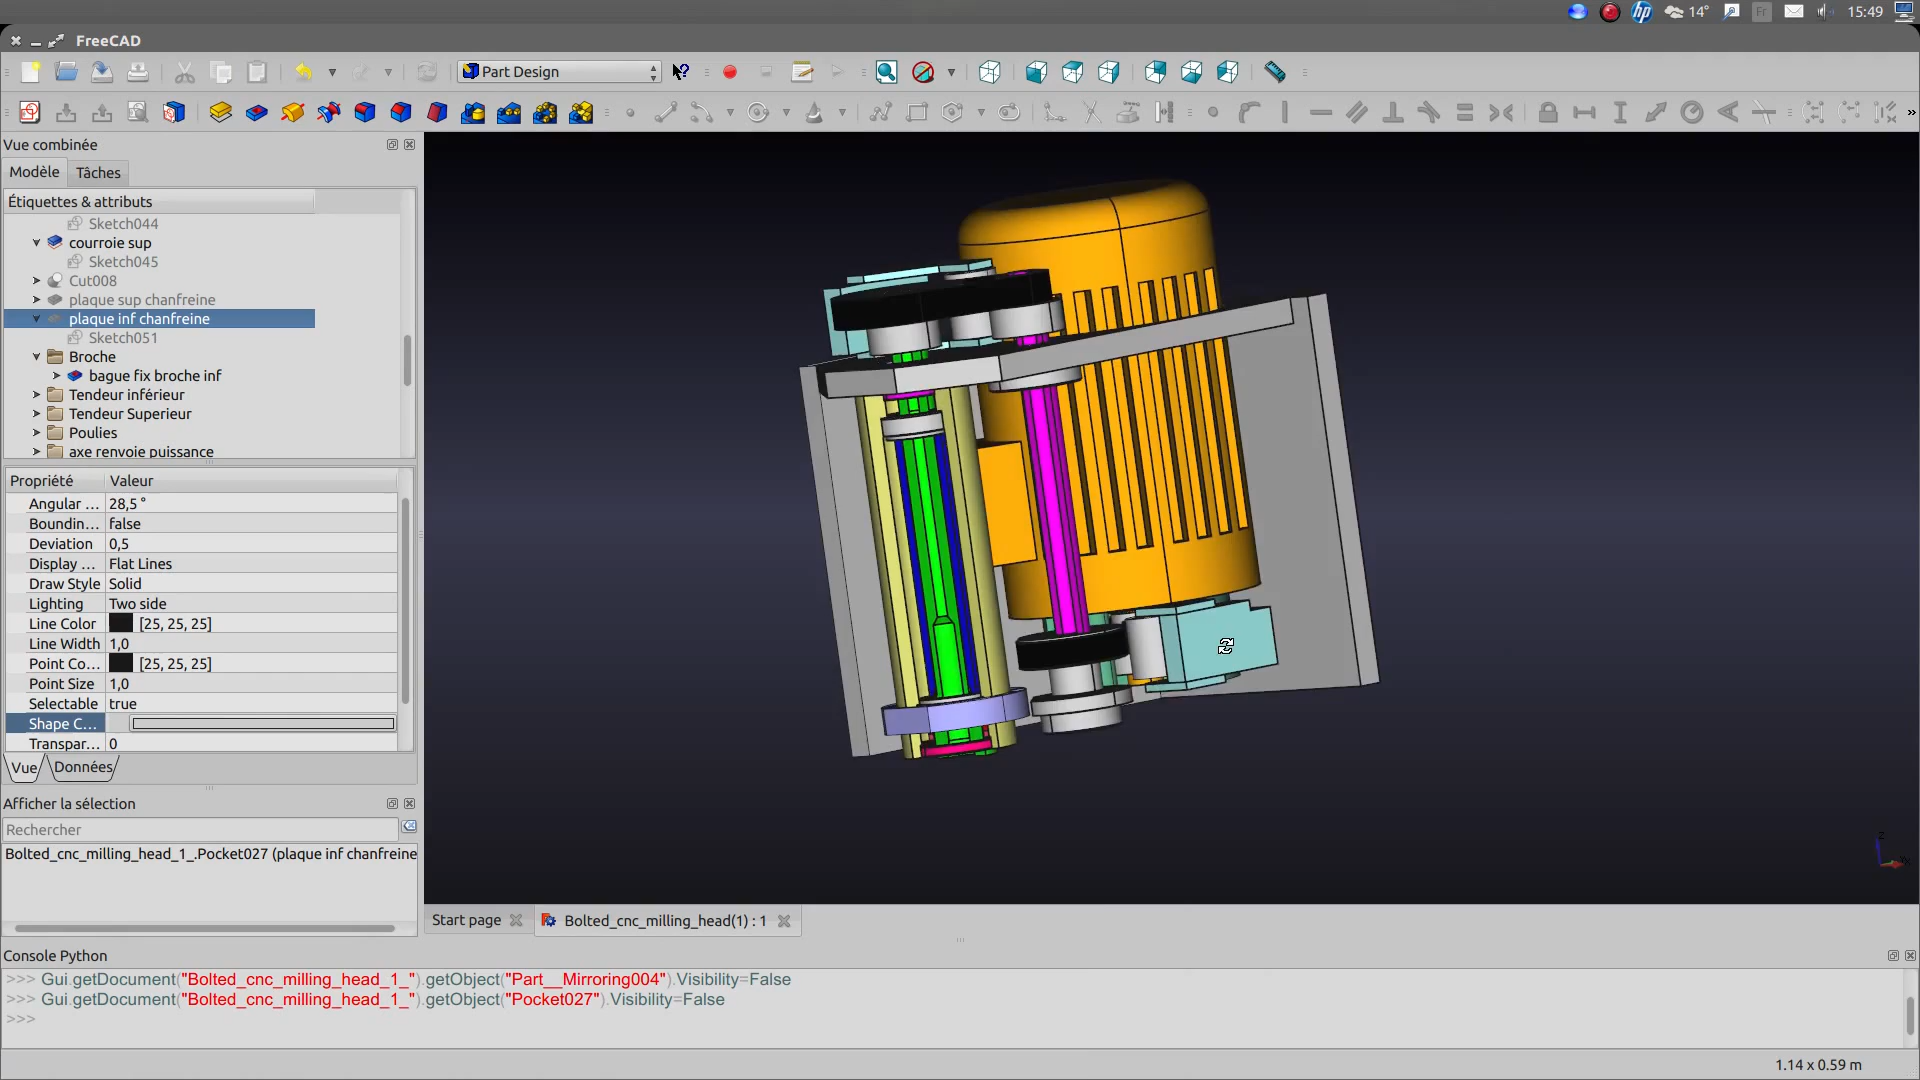 14° Fr 15:49
FreeCAD
Part Design
Vue combinée
Modèle Tâches
Étiquettes & attributs
Sketch044
courroie sup
Sketch045
Cut008
plaque sup chanfreine
plaque inf chanfreine
Sketch051
Broche
bague fix broche inf
Tendeur inférieur
Tendeur Superieur
Poulies
axe renvoie puissance
Propriété Valeur
Angular ... 28,5 °
Boundin... false
Deviation 0,5
Display ... Flat Lines
Draw Style Solid
Lighting Two side
Line Color [25, 25, 25]
Line Width 1,0
Point Co... [25, 25, 25]
Point Size 1,0
Selectable true
Shape C...
Transpar... 0
Vue Données
Afficher la sélection
Rechercher
Bolted_cnc_milling_head_1_.Pocket027 (plaque inf chanfreine
Start page Bolted_cnc_milling_head(1) : 1
Console Python
>>> Gui.getDocument("Bolted_cnc_milling_head_1_").getObject("Part__Mirroring004").Visibility=False
>>> Gui.getDocument("Bolted_cnc_milling_head_1_").getObject("Pocket027").Visibility=False
>>>
1.14 x 0.59 m